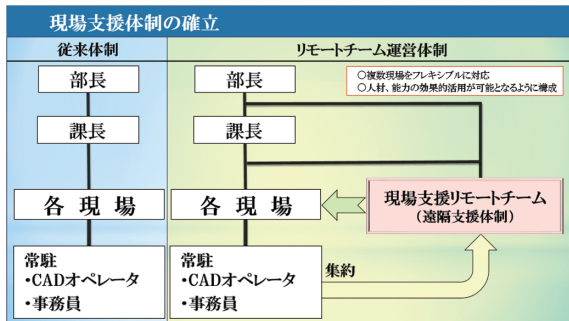 現場支援体制の確立
従来体制
部長
課長
各現場
常駐
・CADオペレータ
・事務員
リモートチーム運営体制
部長
課長
各現場
常駐
・CADオペレータ
・事務員
○複数現場をフレキシブルに対応
○人材、能力の効果的活用が可能となるように構成
現場支援リモートチーム
(遠隔支援体制)
集約